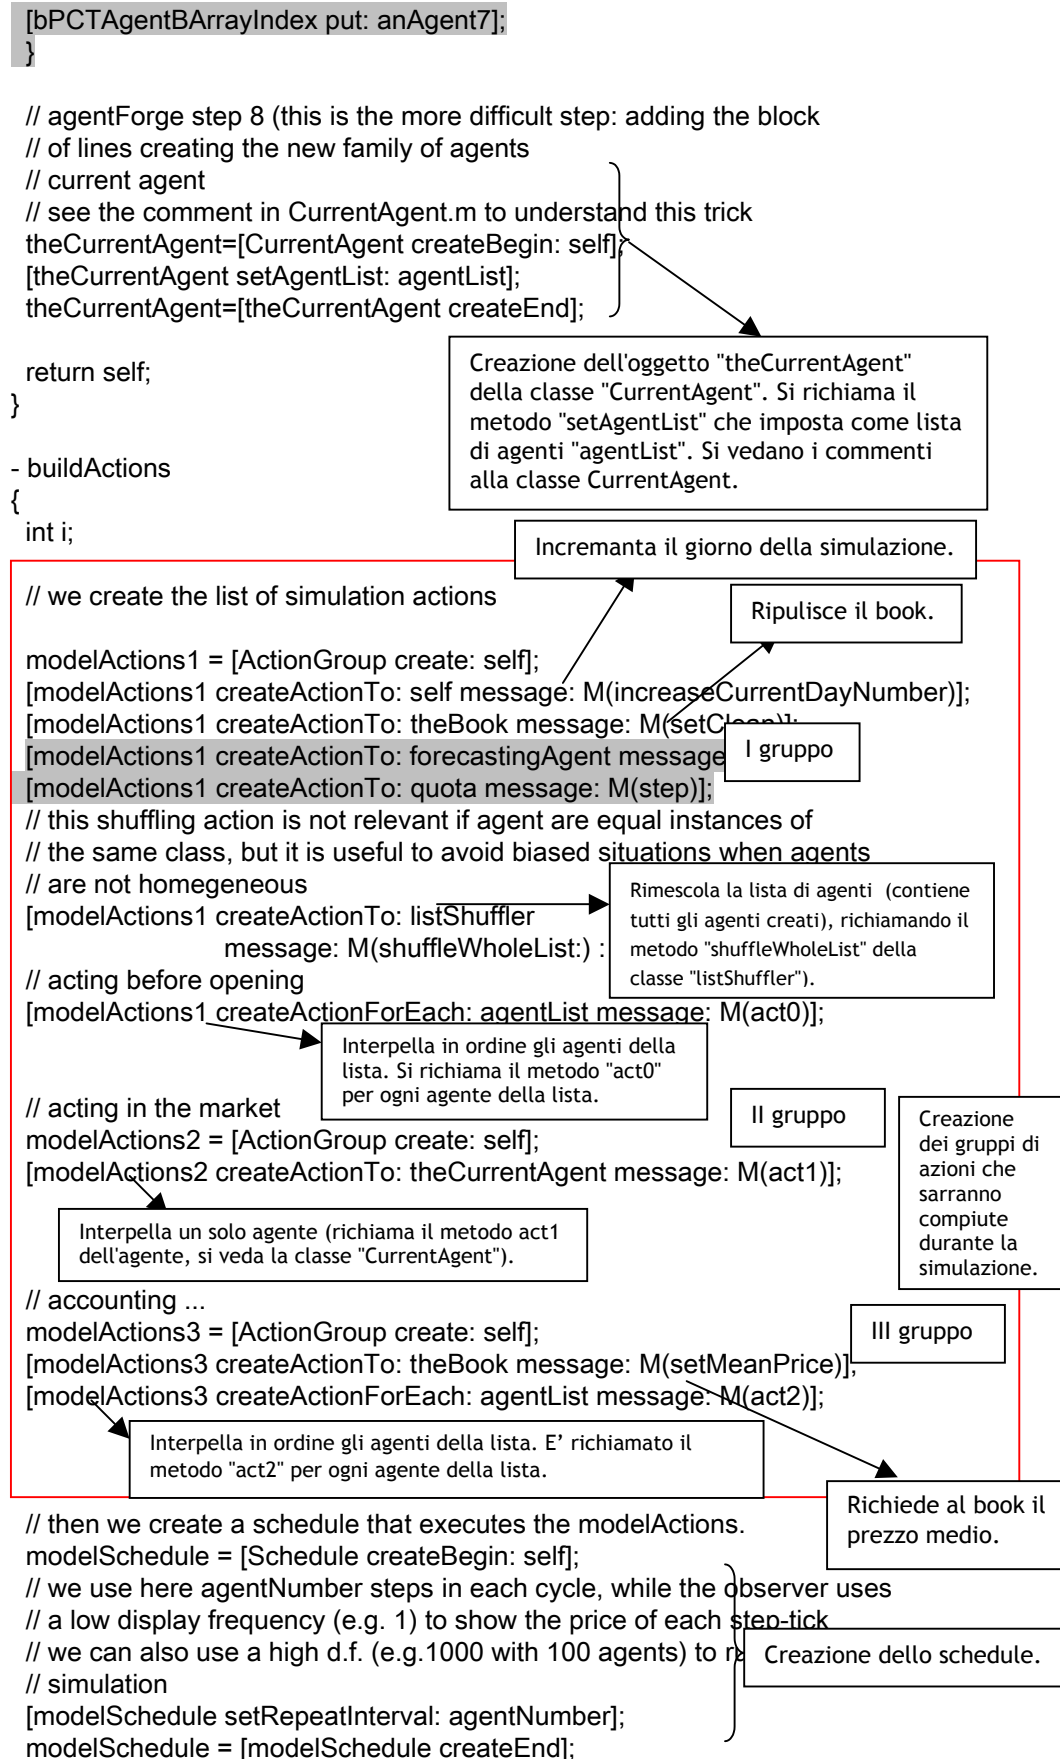 [bPCTAgentBArrayIndex put: anAgent7];
}
// agentForge step 8 (this is the more difficult step: adding the block
// of lines creating the new family of agents
// current agent
// see the comment in CurrentAgent.m to understand this trick
theCurrentAgent=[CurrentAgent createBegin: self];
[theCurrentAgent setAgentList: agentList];
theCurrentAgent=[theCurrentAgent createEnd];
Creazione dell'oggetto "theCurrentAgent"
della classe "CurrentAgent". Si richiama il
metodo "setAgentList" che imposta come lista
di agenti "agentList". Si vedano i commenti
alla classe CurrentAgent.
return self;
}
- buildActions
{
int i;
Incremanta il giorno della simulazione.
// we create the list of simulation actions
Ripulisce il book.
modelActions1 = [ActionGroup create: self];
[modelActions1 createActionTo: self message: M(increaseCurrentDayNumber)];
[modelActions1 createActionTo: theBook message: M(setClean)];
I gruppo
[modelActions1 createActionTo: forecastingAgent message
[modelActions1 createActionTo: quota message: M(step)];
// this shuffling action is not relevant if agent are equal instances of
// the same class, but it is useful to avoid biased situations when agents
// are not homegeneous
[modelActions1 createActionTo: listShuffler
message: M(shuffleWholeList:) :
Rimescola la lista di agenti (contiene
tutti gli agenti creati), richiamando il
metodo "shuffleWholeList" della
classe "listShuffler").
// acting before opening
[modelActions1 createActionForEach: agentList message: M(act0)];
Interpella in ordine gli agenti della
lista. Si richiama il metodo "act0"
per ogni agente della lista.
// acting in the market
II gruppo
modelActions2 = [ActionGroup create: self];
[modelActions2 createActionTo: theCurrentAgent message: M(act1)];
Creazione
dei gruppi di
azioni che
sarranno
compiute
durante la
simulazione.
Interpella un solo agente (richiama il metodo act1
dell'agente, si veda la classe "CurrentAgent").
// accounting ...
III gruppo
modelActions3 = [ActionGroup create: self];
[modelActions3 createActionTo: theBook message: M(setMeanPrice)];
[modelActions3 createActionForEach: agentList message: M(act2)];
Interpella in ordine gli agenti della lista. E’ richiamato il
metodo "act2" per ogni agente della lista.
Richiede al book il
prezzo medio.
// then we create a schedule that executes the modelActions.
modelSchedule = [Schedule createBegin: self];
// we use here agentNumber steps in each cycle, while the observer uses
// a low display frequency (e.g. 1) to show the price of each step-tick
// we can also use a high d.f. (e.g.1000 with 100 agents) to
Creazione dello schedule.
// simulation
[modelSchedule setRepeatInterval: agentNumber];
modelSchedule = [modelSchedule createEnd];